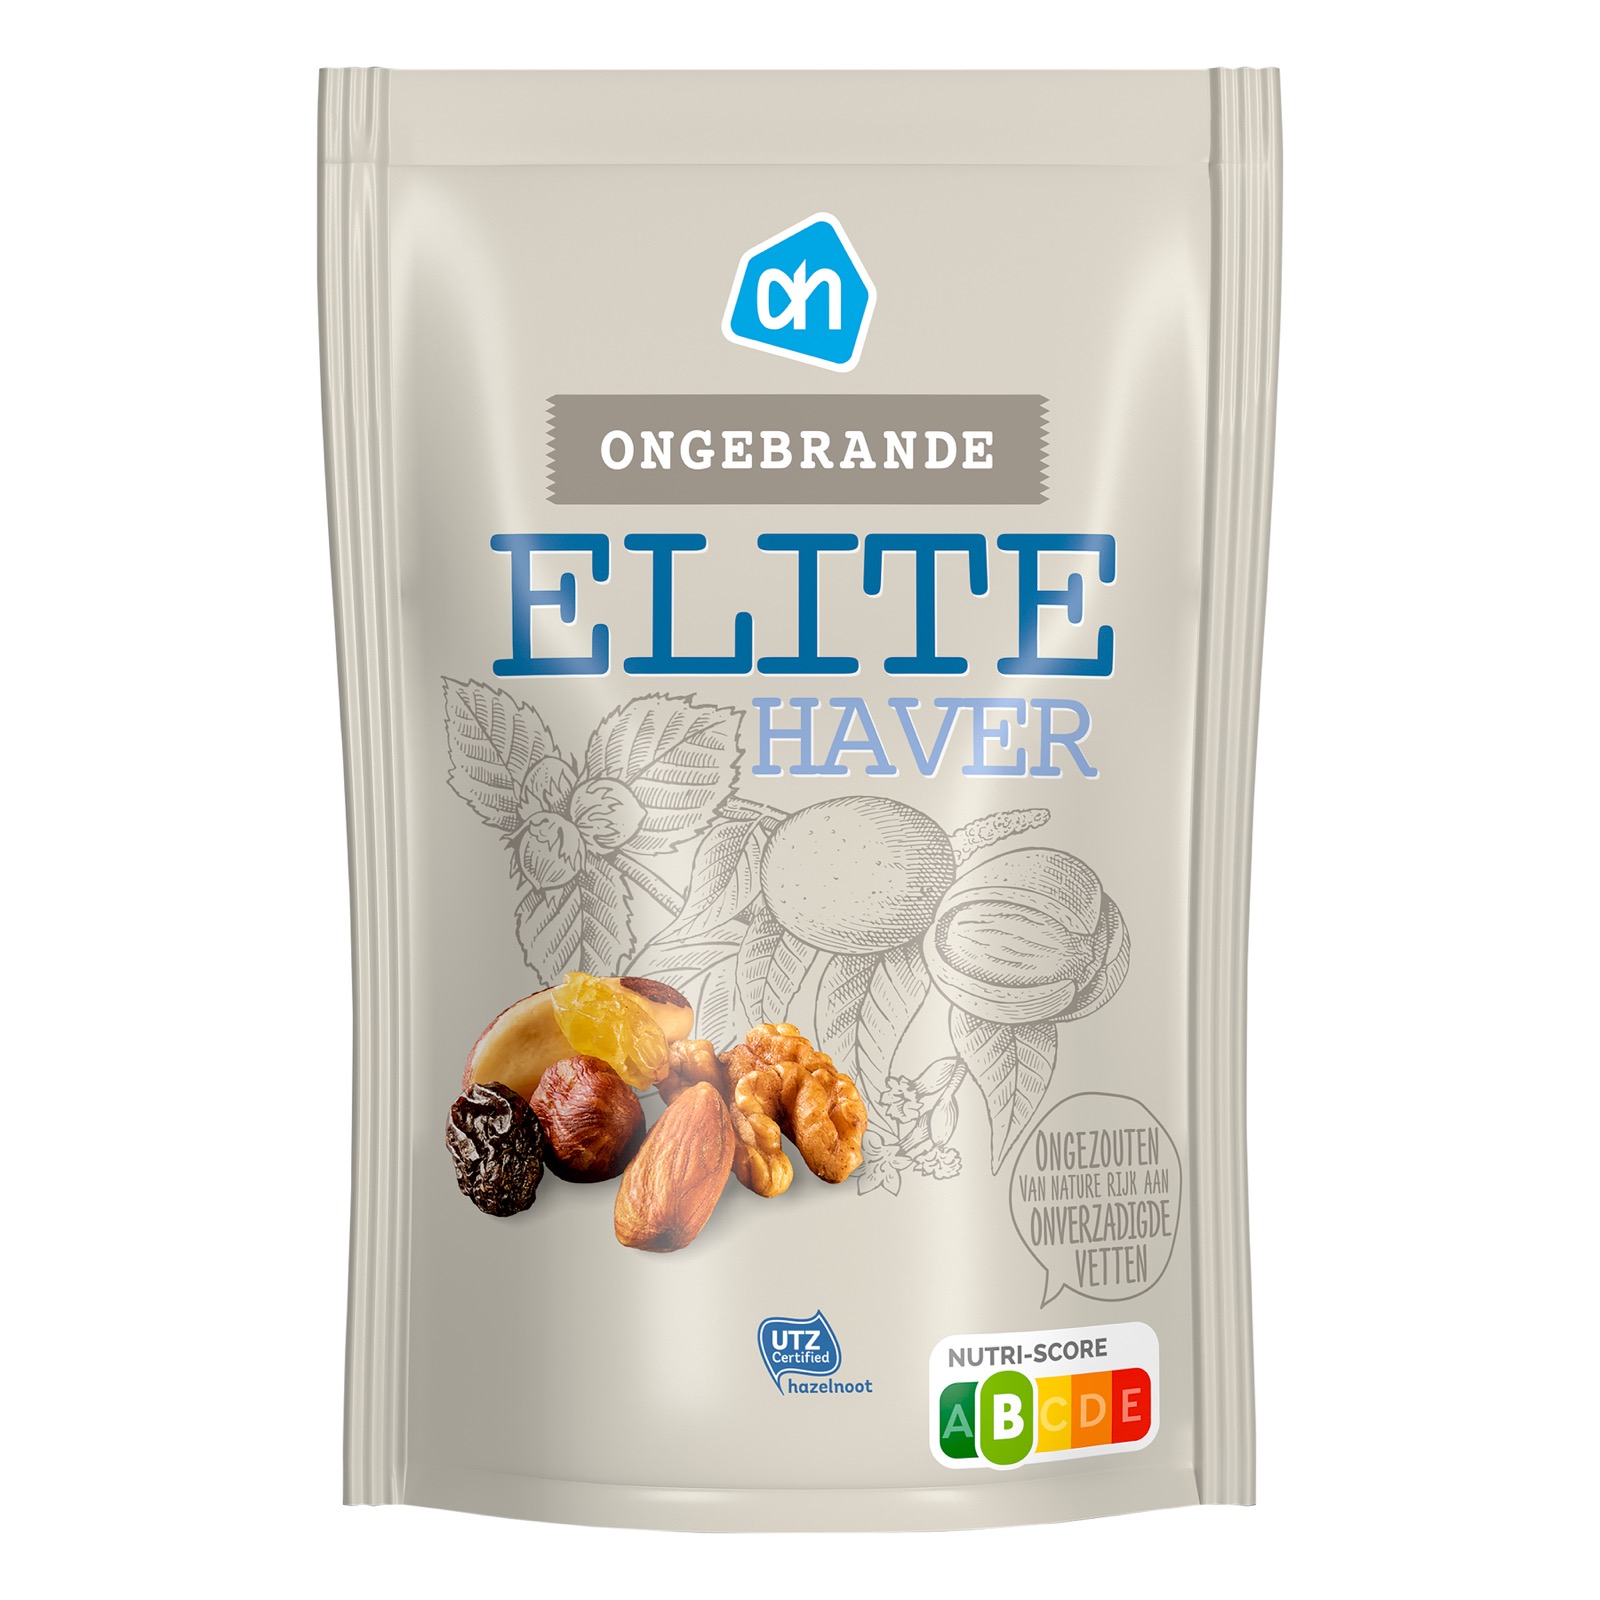 ah
ONGEBRANDE
ELITE
HAVER
ONGEZOUTEN
VAN NATURE RIJK AAN
ONVERZADIGDE
VETTEN
UTZ
Certified
hazelnoot
NUTRI-SCORE
A B C D E